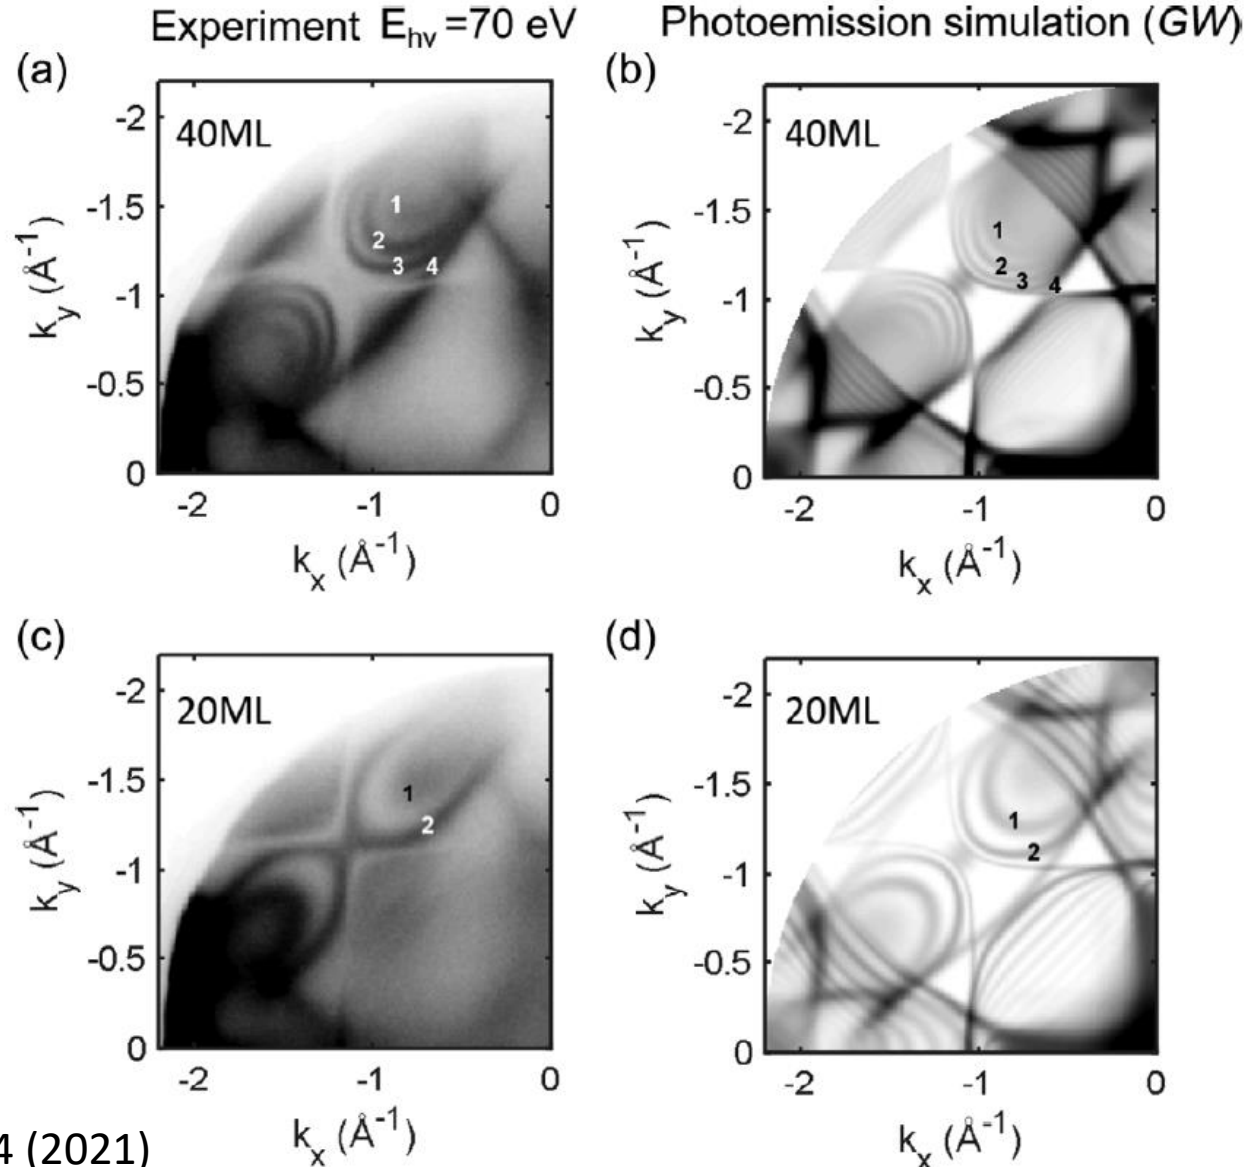 Experiment E_hν =70 eV
Photoemission simulation (GW)
(a)
40ML
1
2
3
4
-2
-1.5
-1
-0.5
0
k_y (Å^-1)
-2
-1
0
k_x (Å^-1)
(b)
40ML
1
2
3
4
-2
-1.5
-1
-0.5
0
k_y (Å^-1)
-2
-1
0
k_x (Å^-1)
(c)
20ML
1
2
-2
-1.5
-1
-0.5
0
k_y (Å^-1)
-2
-1
0
k_x (Å^-1)
(d)
20ML
1
2
-2
-1.5
-1
-0.5
0
k_y (Å^-1)
-2
-1
0
k_x (Å^-1)
4 (2021)